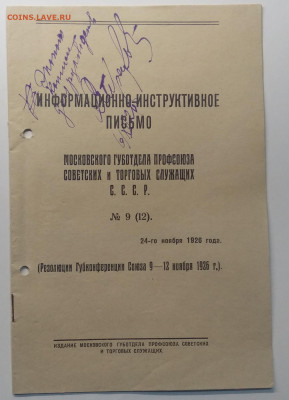 COINS.LAVE.RU
ИНФОРМАЦИОННО-ИНСТРУКТИВНОЕ
ПИСЬМО
МОСКОВСКОГО ГУБОТДЕЛА ПРОФСОЮЗА
СОВЕТСКИХ и ТОРГОВЫХ СЛУЖАЩИХ
С. С. С. Р.
№ 9 (12).
24-го ноября 1926 года.
(Резолюции Губконференции Союза 9—13 ноября 1926 г.).
ИЗДАНИЕ МОСКОВСКОГО ГУБОТДЕЛА ПРОФСОЮЗА СОВЕТСКИХ
и ТОРГОВЫХ СЛУЖАЩИХ